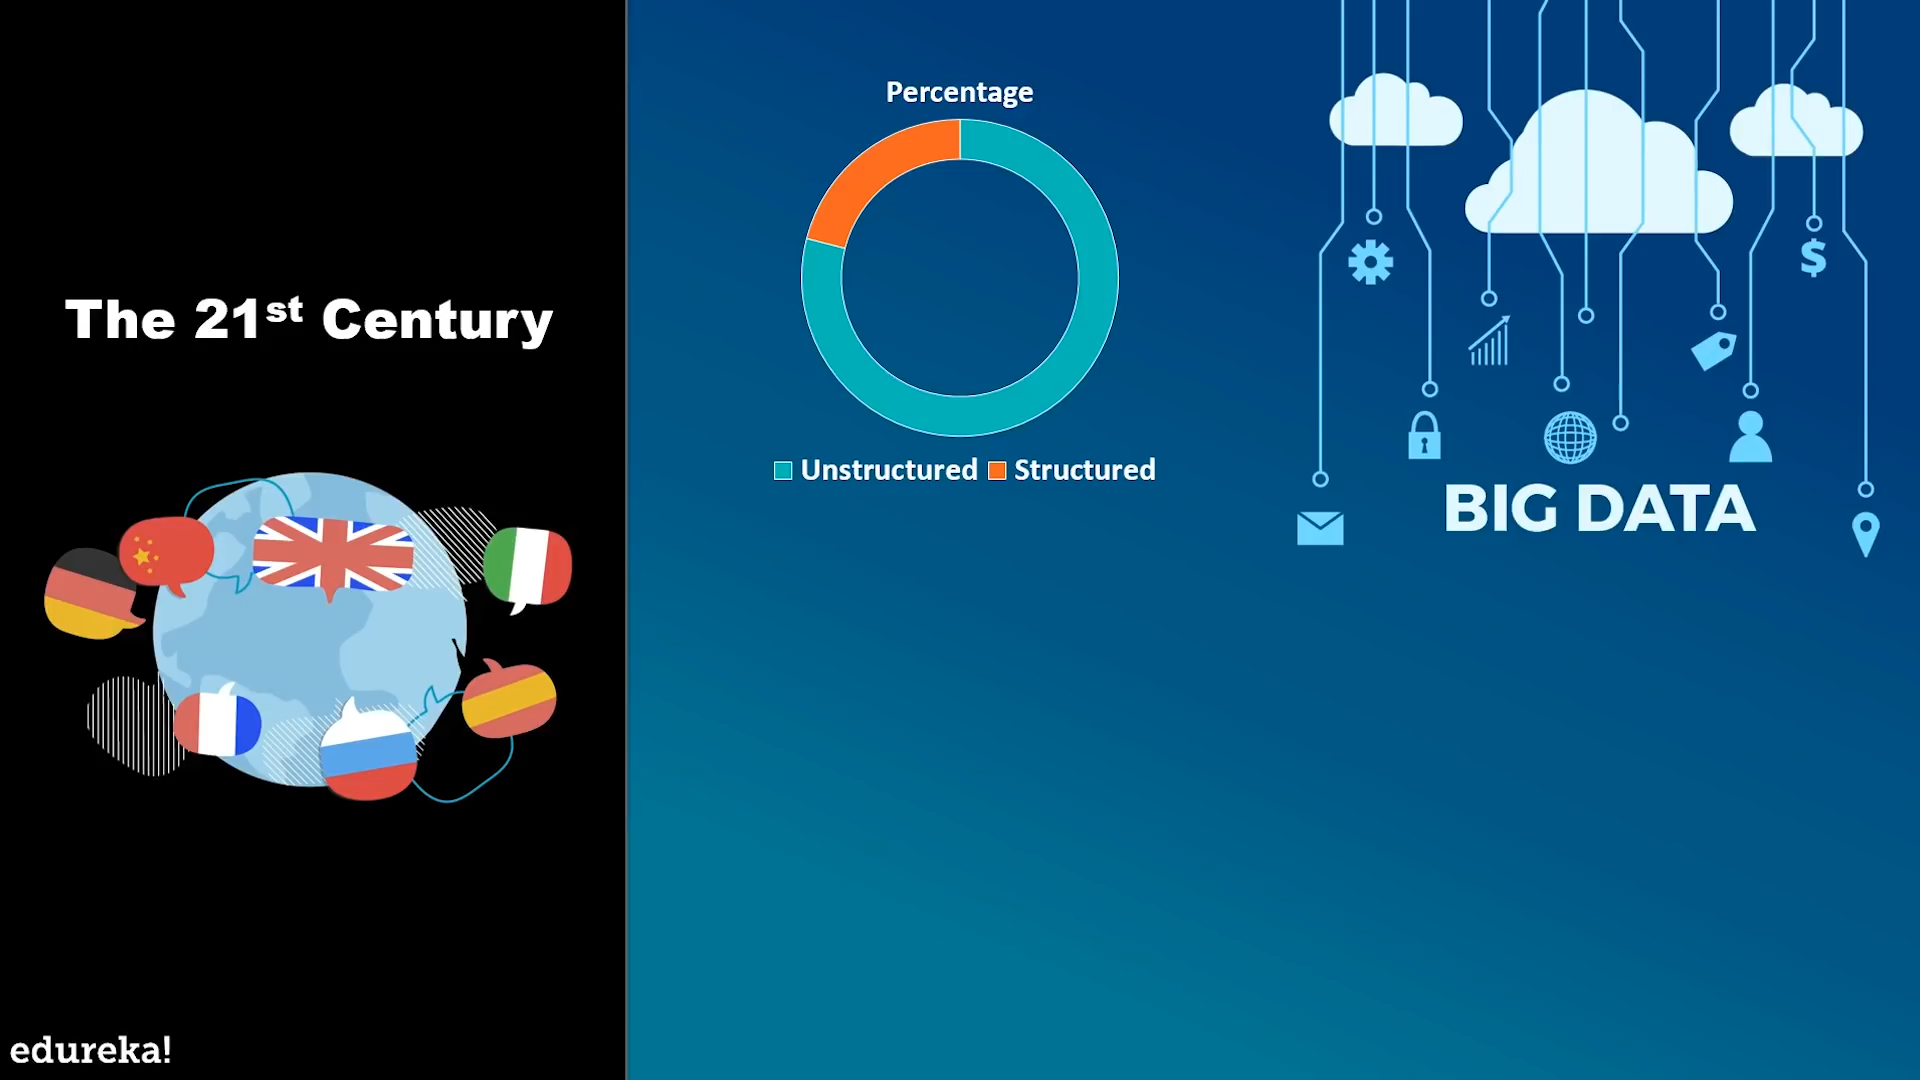 The 21st Century
edureka!
Percentage
Unstructured Structured
$
BIG DATA